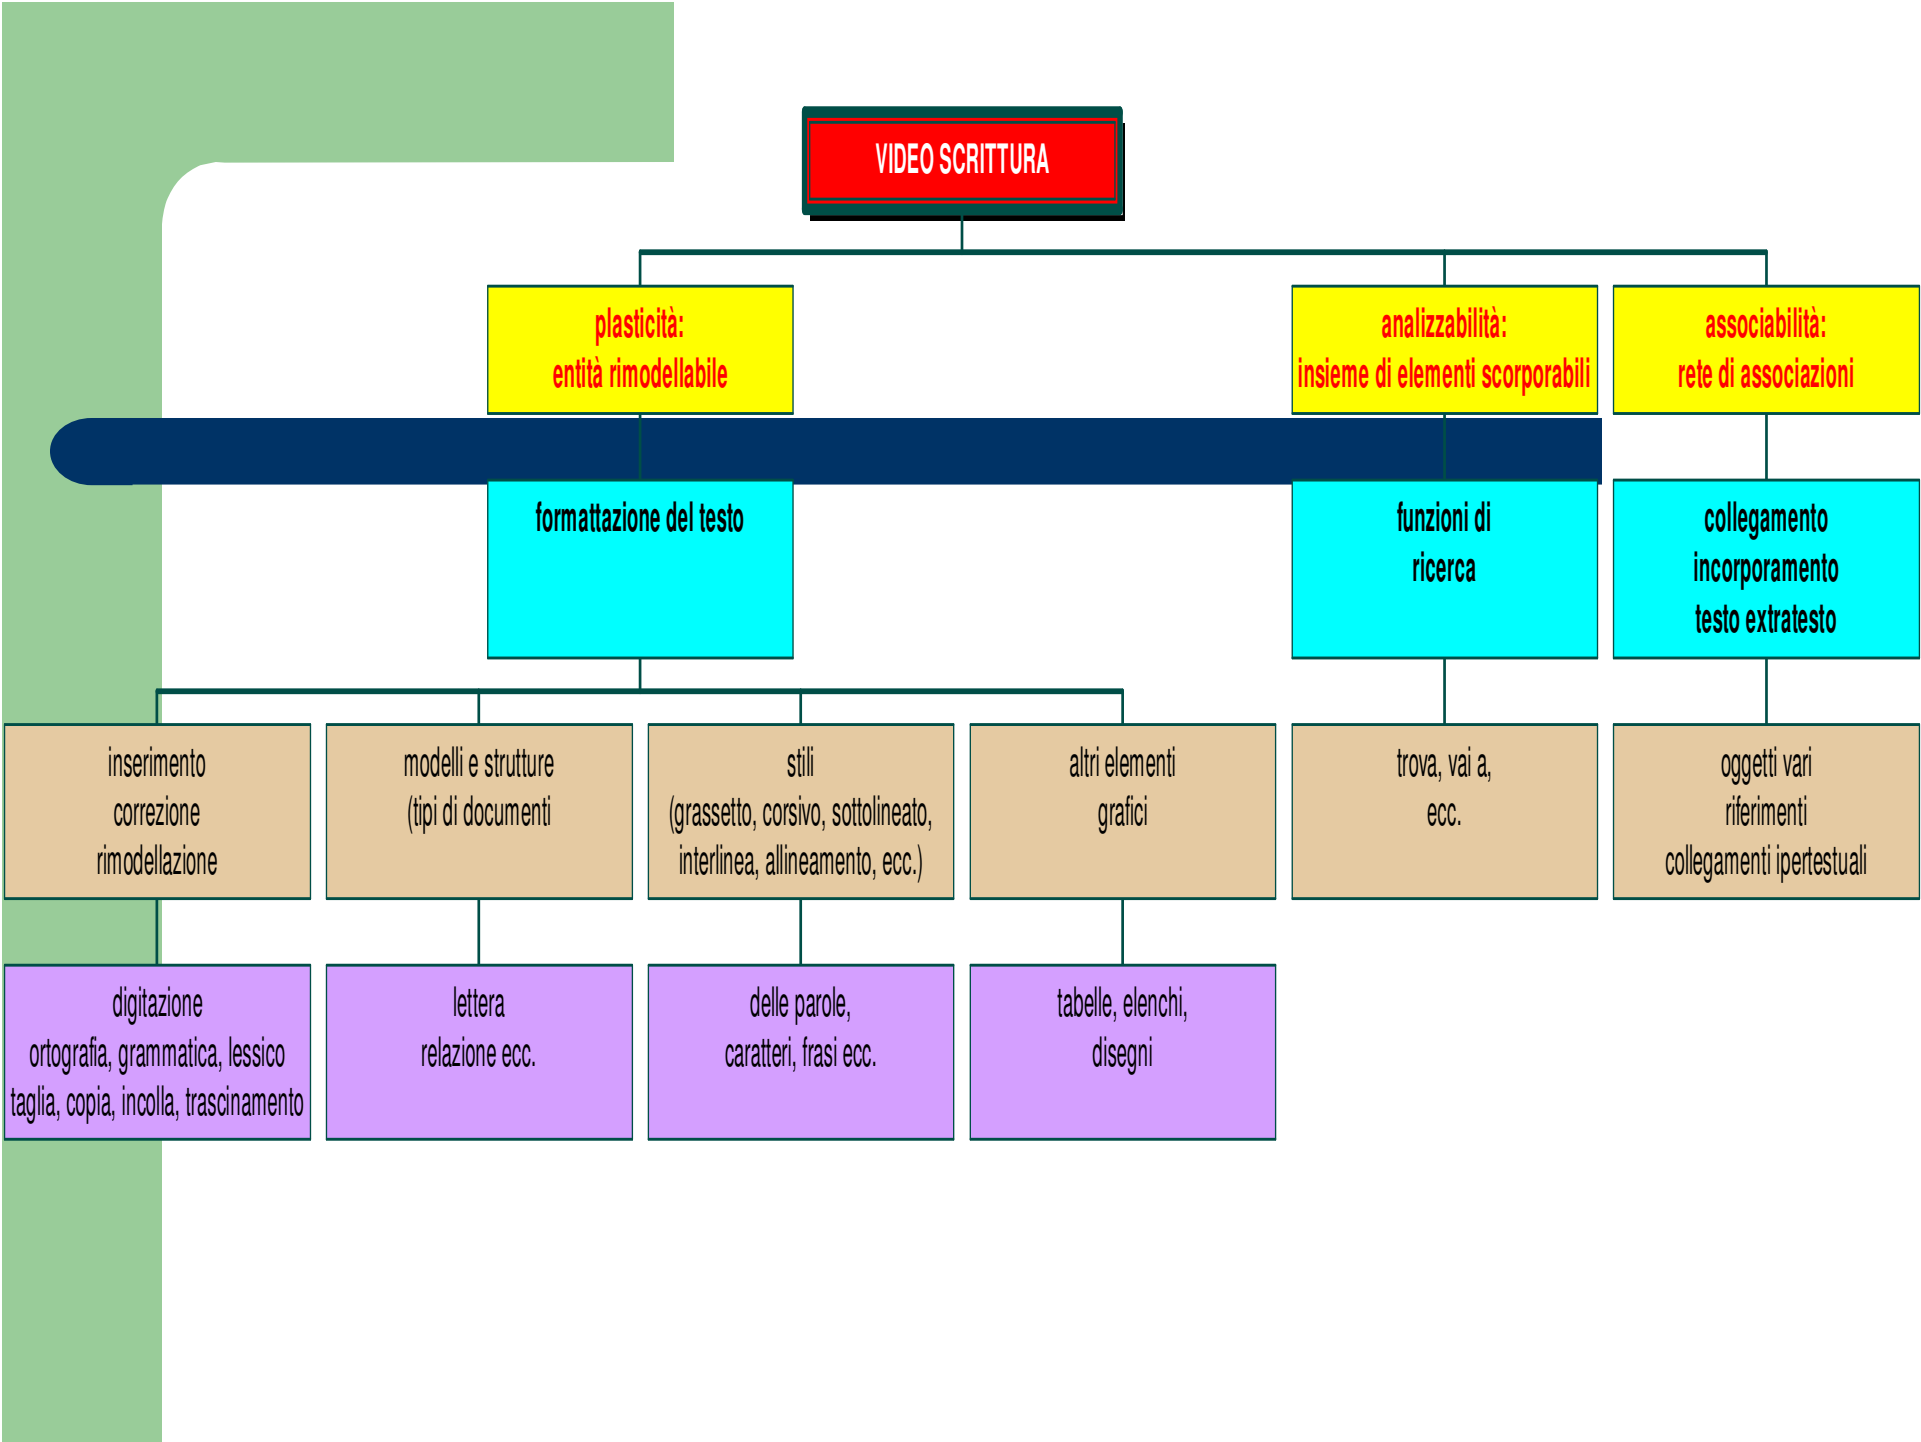 VIDEO SCRITTURA
plasticità:
entità rimodellabile
analizzabilità:
insieme di elementi scorporabili
associabilità:
rete di associazioni
formattazione del testo
funzioni di
ricerca
collegamento
incorporamento
testo extratesto
inserimento
correzione
rimodellazione
modelli e strutture
(tipi di documenti
stili
(grassetto, corsivo, sottolineato,
interlinea, allineamento, ecc.)
altri elementi
grafici
trova, vai a,
ecc.
oggetti vari
riferimenti
collegamenti ipertestuali
digitazione
ortografia, grammatica, lessico
taglia, copia, incolla, trascinamento
lettera
relazione ecc.
delle parole,
caratteri, frasi ecc.
tabelle, elenchi,
disegni